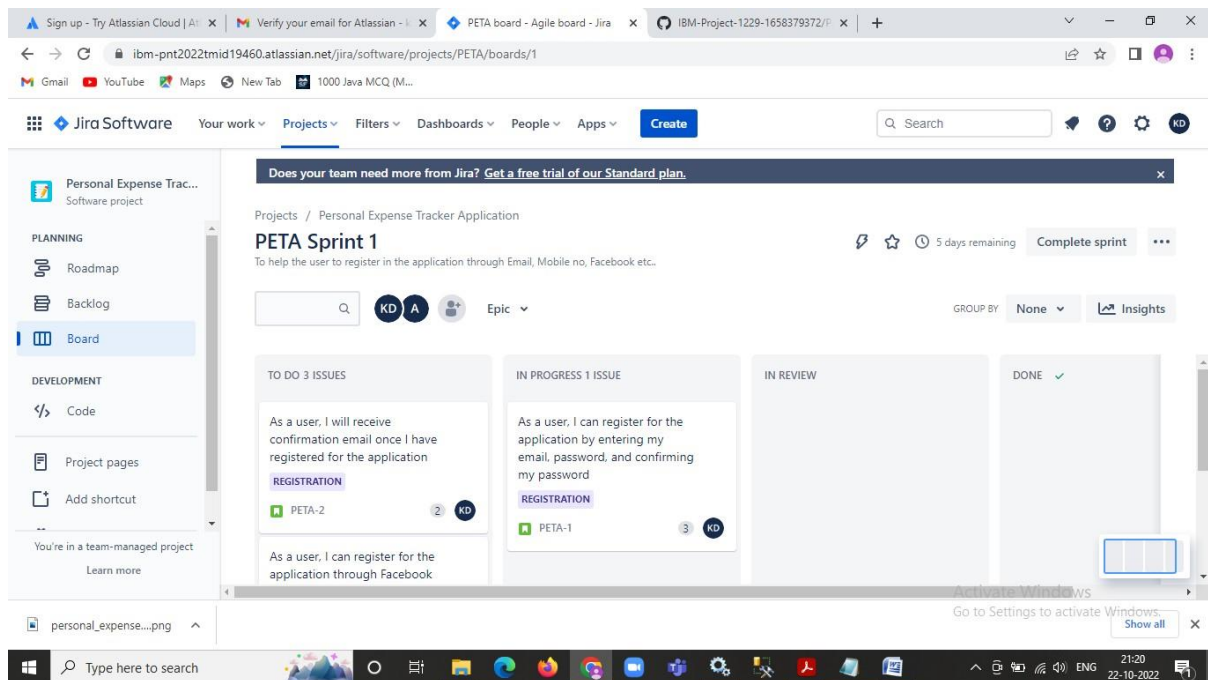 Sign up - Try Atlassian Cloud | At
Verify your email for Atlassian -
PETA board - Agile board - Jira
IBM-Project-1229-1658379372/P
ibm-pnt2022tmid19460.atlassian.net/jira/software/projects/PETA/boards/1
Gmail YouTube Maps New Tab 1000 Java MCQ (M...
Jira Software Your work Projects Filters Dashboards People Apps Create Search KD
Personal Expense Trac...
Software project
PLANNING
Roadmap
Backlog
Board
DEVELOPMENT
Code
Project pages
Add shortcut
You're in a team-managed project
Learn more
Does your team need more from Jira? Get a free trial of our Standard plan.
Projects / Personal Expense Tracker Application
PETA Sprint 1
5 days remaining Complete sprint
To help the user to register in the application through Email, Mobile no, Facebook etc..
KD A Epic GROUP BY None Insights
TO DO 3 ISSUES
As a user, I will receive
confirmation email once I have
registered for the application
REGISTRATION
PETA-2 2 KD
As a user, I can register for the
application through Facebook
IN PROGRESS 1 ISSUE
As a user, I can register for the
application by entering my
email, password, and confirming
my password
REGISTRATION
PETA-1 3 KD
IN REVIEW
DONE
Activate Windows
Go to Settings to activate Windows.
personal_expense....png
Show all
Type here to search
ENG
21:20
22-10-2022